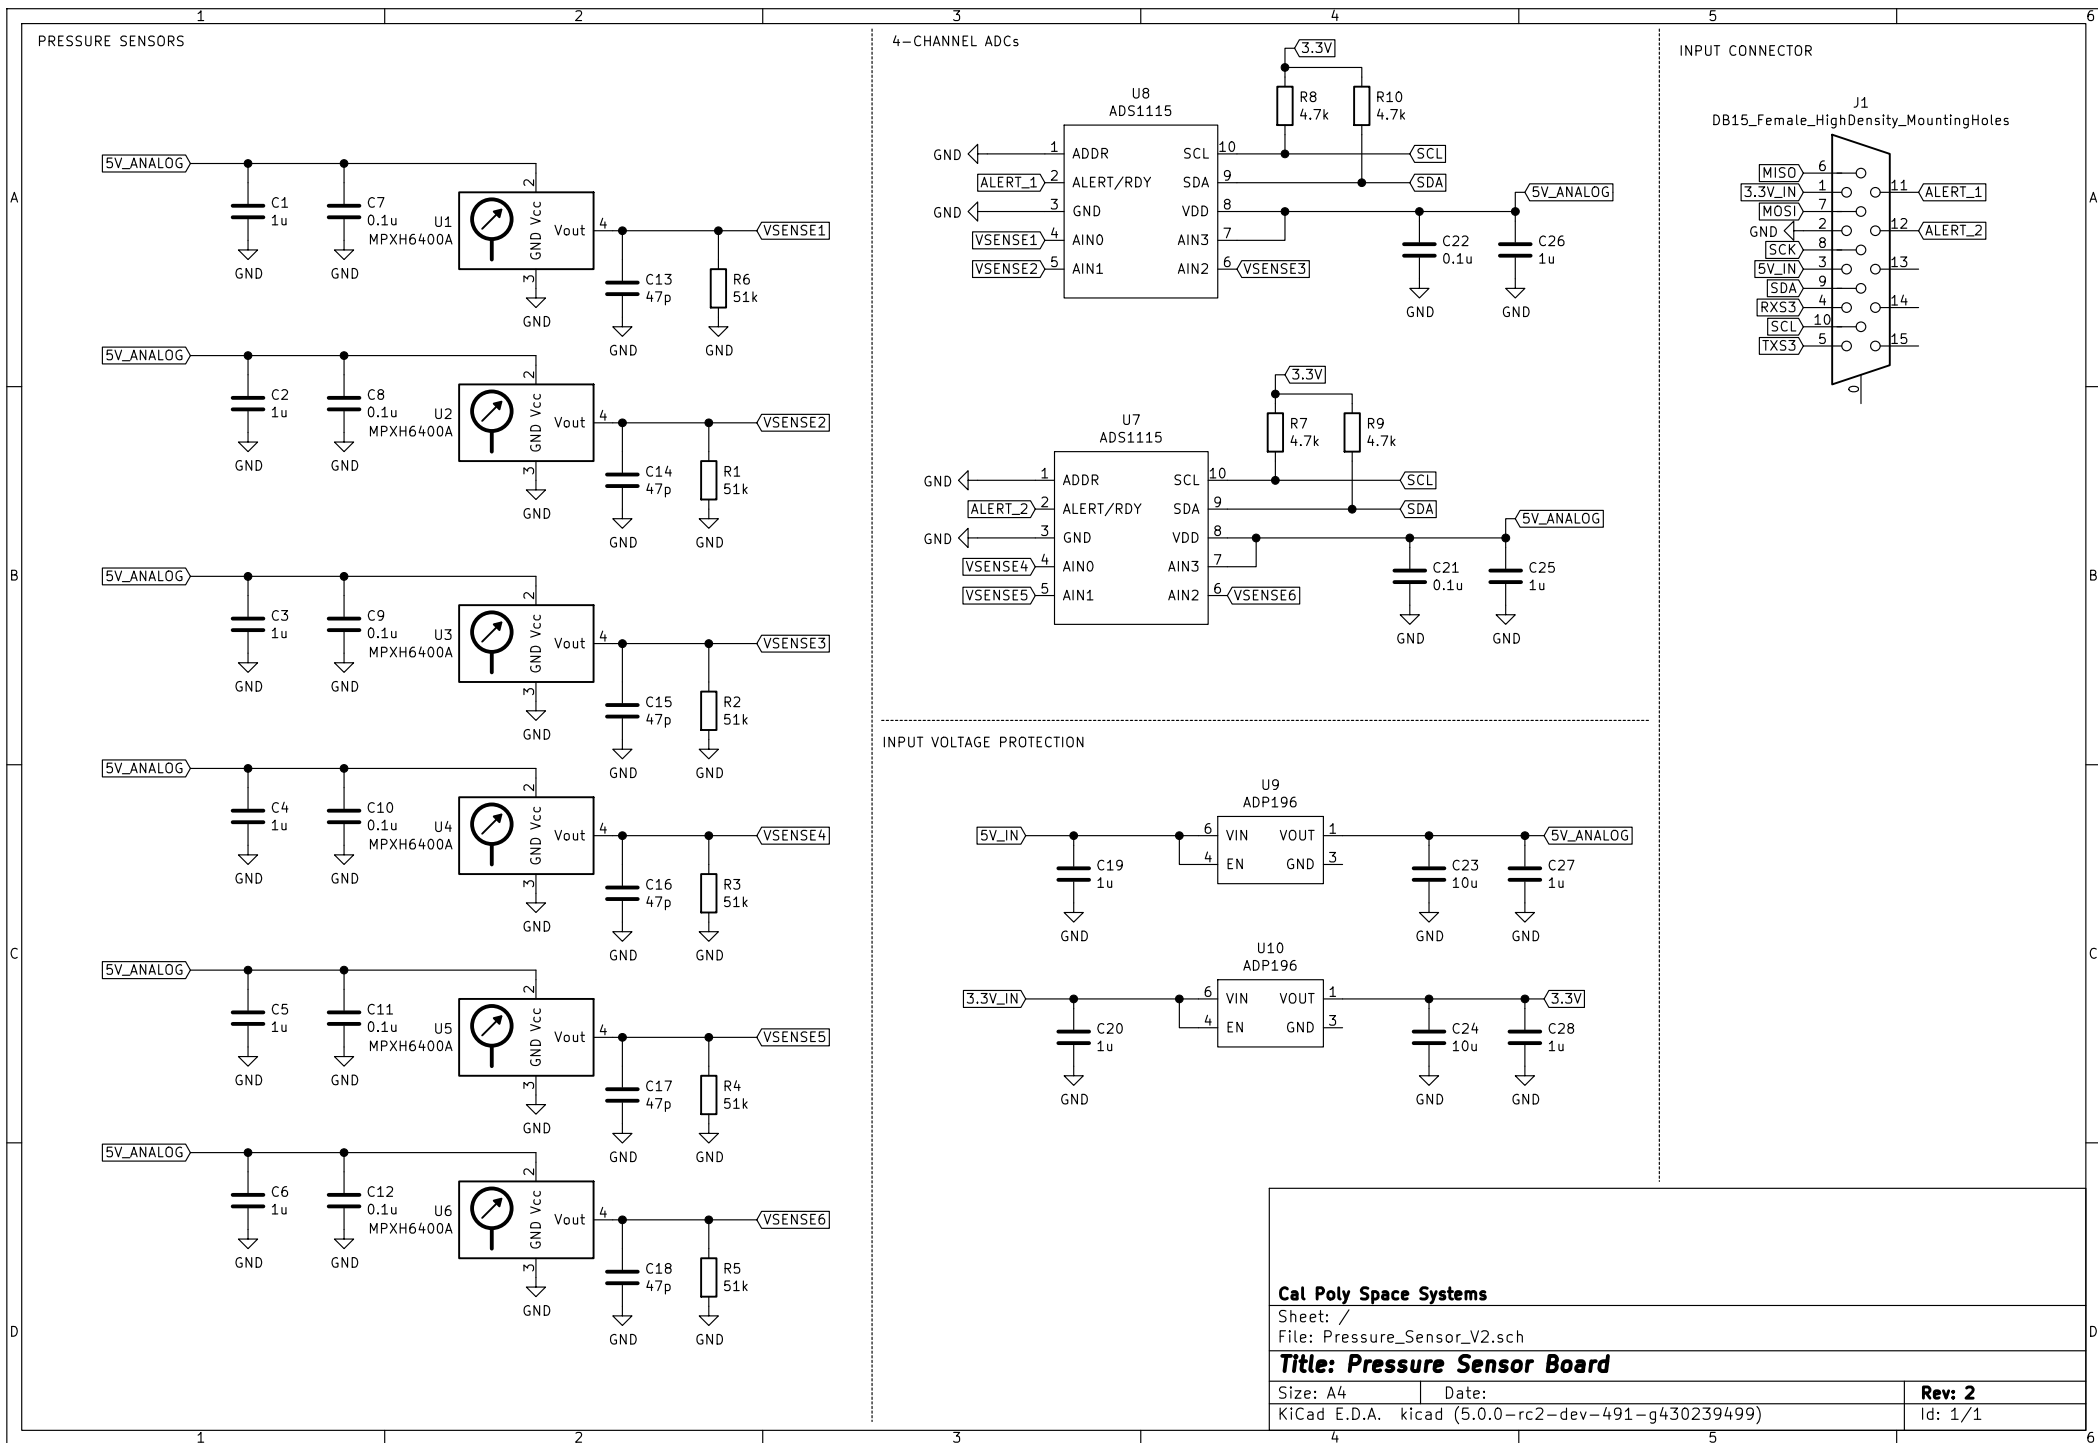 1 2 3 4 5 6
PRESSURE SENSORS
5V_ANALOG
C1
1u
GND
C7
0.1u
GND
U1
MPXH6400A
2
GND Vcc
Vout
4
3
GND
C13
47p
GND
R6
51k
GND
VSENSE1
5V_ANALOG
C2
1u
GND
C8
0.1u
GND
U2
MPXH6400A
2
GND Vcc
Vout
4
3
GND
C14
47p
GND
R1
51k
GND
VSENSE2
5V_ANALOG
C3
1u
GND
C9
0.1u
GND
U3
MPXH6400A
2
GND Vcc
Vout
4
3
GND
C15
47p
GND
R2
51k
GND
VSENSE3
5V_ANALOG
C4
1u
GND
C10
0.1u
GND
U4
MPXH6400A
2
GND Vcc
Vout
4
3
GND
C16
47p
GND
R3
51k
GND
VSENSE4
5V_ANALOG
C5
1u
GND
C11
0.1u
GND
U5
MPXH6400A
2
GND Vcc
Vout
4
3
GND
C17
47p
GND
R4
51k
GND
VSENSE5
5V_ANALOG
C6
1u
GND
C12
0.1u
GND
U6
MPXH6400A
2
GND Vcc
Vout
4
3
GND
C18
47p
GND
R5
51k
GND
VSENSE6
4-CHANNEL ADCs
3.3V
R8
4.7k
R10
4.7k
U8
ADS1115
GND 1 ADDR SCL 10 SCL
ALERT_1 2 ALERT/RDY SDA 9 SDA
GND 3 GND VDD 8 5V_ANALOG
VSENSE1 4 AIN0 AIN3 7
VSENSE2 5 AIN1 AIN2 6 VSENSE3
C22
0.1u
GND
C26
1u
GND
3.3V
R7
4.7k
R9
4.7k
U7
ADS1115
GND 1 ADDR SCL 10 SCL
ALERT_2 2 ALERT/RDY SDA 9 SDA
GND 3 GND VDD 8 5V_ANALOG
VSENSE4 4 AIN0 AIN3 7
VSENSE5 5 AIN1 AIN2 6 VSENSE6
C21
0.1u
GND
C25
1u
GND
INPUT VOLTAGE PROTECTION
U9
ADP196
5V_IN 6 VIN VOUT 1 5V_ANALOG
4 EN GND 3
C19
1u
GND
C23
10u
GND
C27
1u
GND
U10
ADP196
3.3V_IN 6 VIN VOUT 1 3.3V
4 EN GND 3
C20
1u
GND
C24
10u
GND
C28
1u
GND
INPUT CONNECTOR
J1
DB15_Female_HighDensity_MountingHoles
MISO 6
3.3V_IN 1 11 ALERT_1
MOSI 7
GND 2 12 ALERT_2
SCK 8
5V_IN 3 13
SDA 9
RXS3 4 14
SCL 10
TXS3 5 15
0
A A
B B
C C
D D
Cal Poly Space Systems
Sheet: /
File: Pressure_Sensor_V2.sch
Title: Pressure Sensor Board
Size: A4 Date: Rev: 2
KiCad E.D.A. kicad (5.0.0-rc2-dev-491-g430239499) Id: 1/1
1 2 3 4 5 6